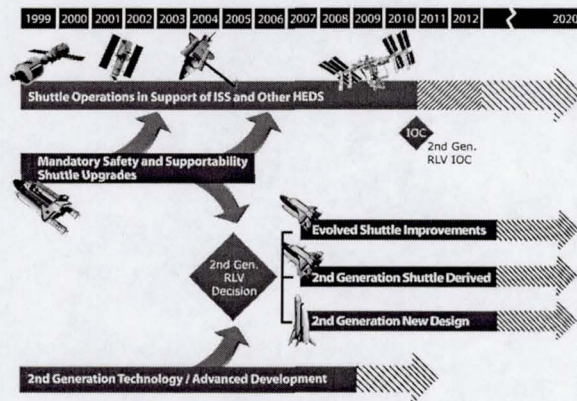 1999 2000 2001 2002 2003 2004 2005 2006 2007 2008 2009 2010 2011 2012 2020
Shuttle Operations in Support of ISS and Other HEDS
IOC
2nd Gen.
RLV IOC
Mandatory Safety and Supportability
Shuttle Upgrades
Evolved Shuttle Improvements
2nd Gen.
RLV
Decision
2nd Generation Shuttle Derived
2nd Generation New Design
2nd Generation Technology / Advanced Development